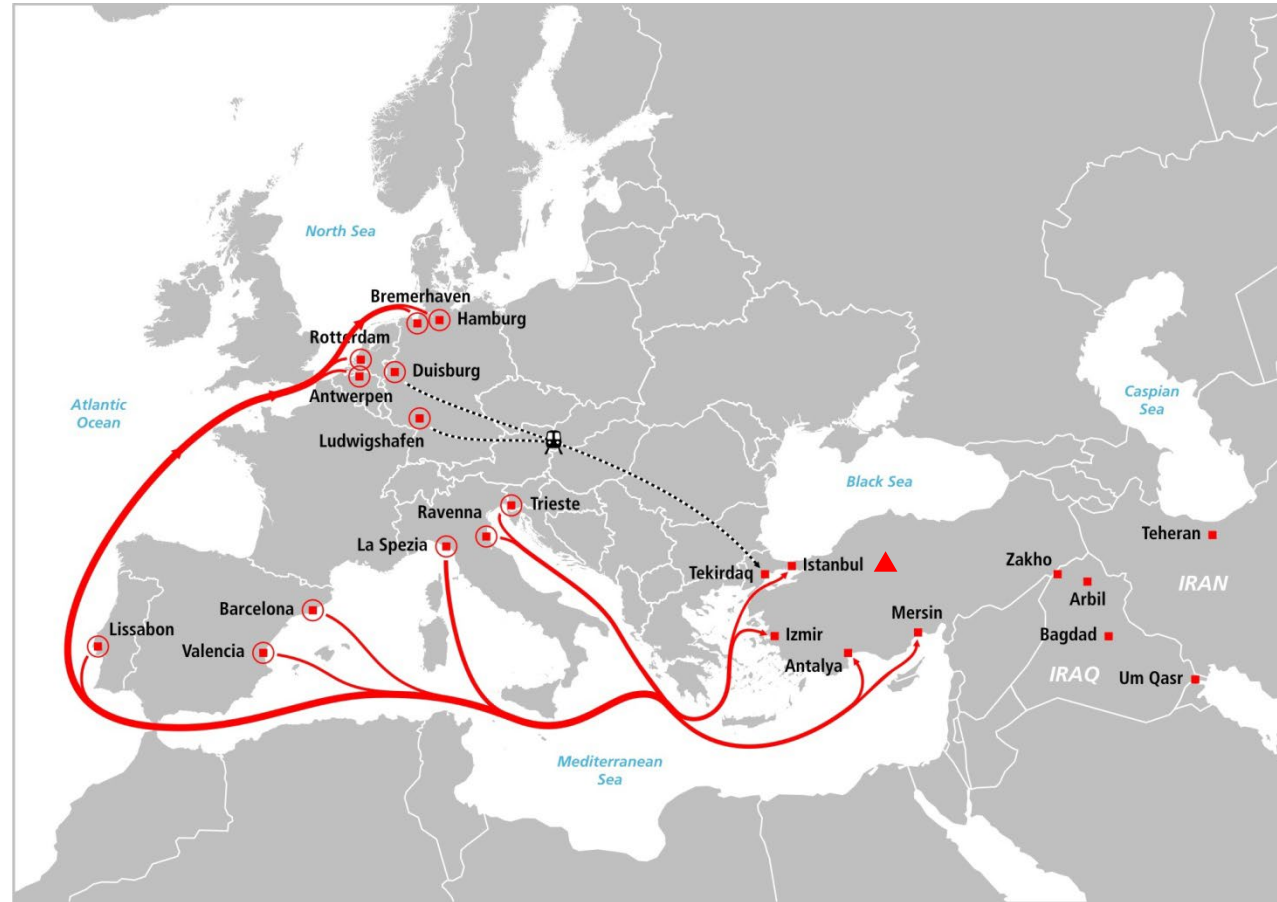 North Sea
Bremerhaven
Hamburg
Rotterdam
Duisburg
Antwerpen
Atlantic
Ocean
Ludwigshafen
Caspian
Sea
Black Sea
Trieste
Ravenna
La Spezia
Teheran
Istanbul
Tekirdaq
Zakho
IRAN
Arbil
Barcelona
Mersin
Lissabon
Izmir
Bagdad
Valencia
Antalya
IRAQ
Um Qasr
Mediterranean
Sea